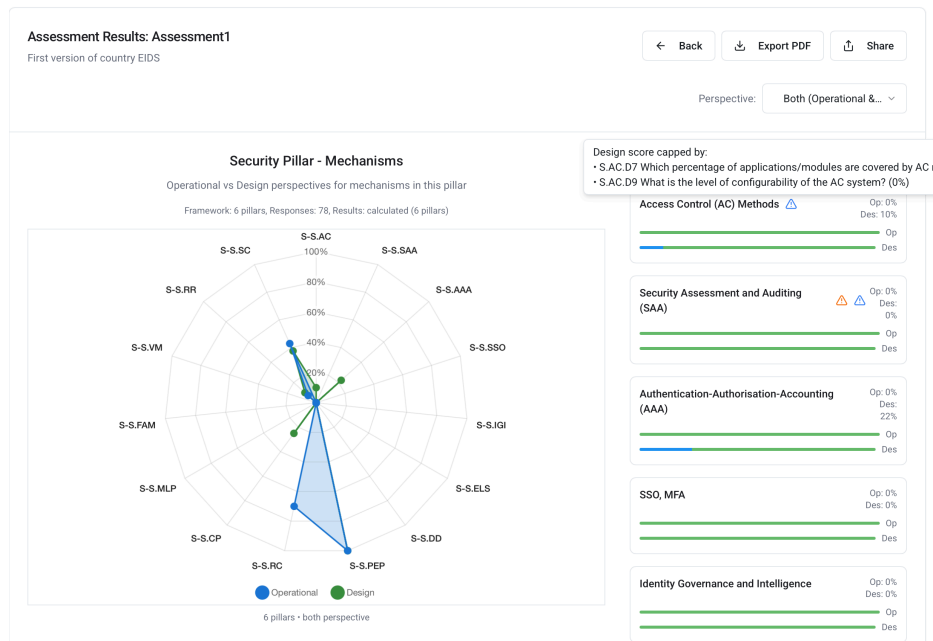 Assessment Results: Assessment1
First version of country EIDS
Back
Export PDF
Share
Perspective:
Both (Operational &...
Design score capped by:
• S.AC.D7 Which percentage of applications/modules are covered by AC
• S.AC.D9 What is the level of configurability of the AC system? (0%)
Security Pillar - Mechanisms
Operational vs Design perspectives for mechanisms in this pillar
Framework: 6 pillars, Responses: 78, Results: calculated (6 pillars)
S-S.AC
S-S.SAA
S-S.AAA
S-S.SSO
S-S.IGI
S-S.ELS
S-S.DD
S-S.PEP
S-S.RC
S-S.CP
S-S.MLP
S-S.FAM
S-S.VM
S-S.RR
S-S.SC
100%
80%
60%
40%
20%
Operational
Design
6 pillars • both perspective
Access Control (AC) Methods
Op: 0%
Des: 10%
Op
Des
Security Assessment and Auditing
(SAA)
Op: 0%
Des:
0%
Op
Des
Authentication-Authorisation-Accounting
(AAA)
Op: 0%
Des:
22%
Op
Des
SSO, MFA
Op: 0%
Des: 0%
Op
Des
Identity Governance and Intelligence
Op: 0%
Des: 0%
Op
Des